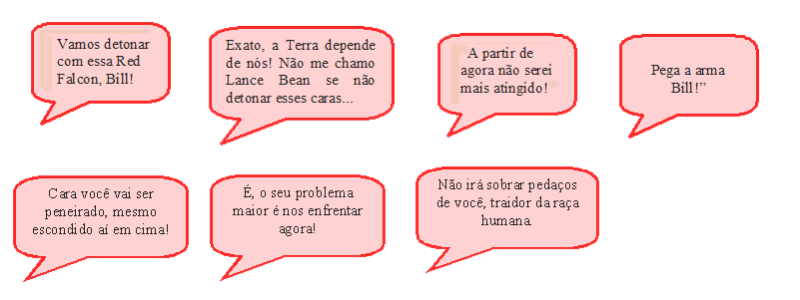 Vamos detonar
com essa Red
Falcon, Bill!
Exato, a Terra depende
de nós! Não me chamo
Lance Bean se não
detonar esses caras...
A partir de
agora não serei
mais atingido!
Pega a arma
Bill!”
Cara você vai ser
peneirado, mesmo
escondido aí em cima!
É, o seu problema
maior é nos enfrentar
agora!
Não irá sobrar pedaços
de você, traidor da raça
humana.